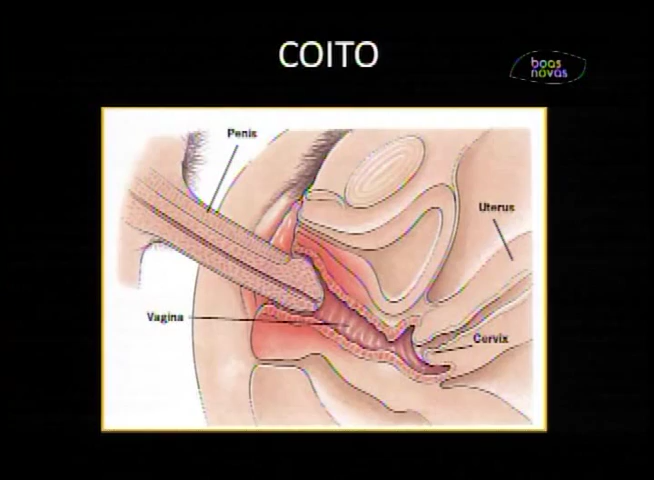 COITO
boas
novas
Penis
Uterus
Vagina
Cervix